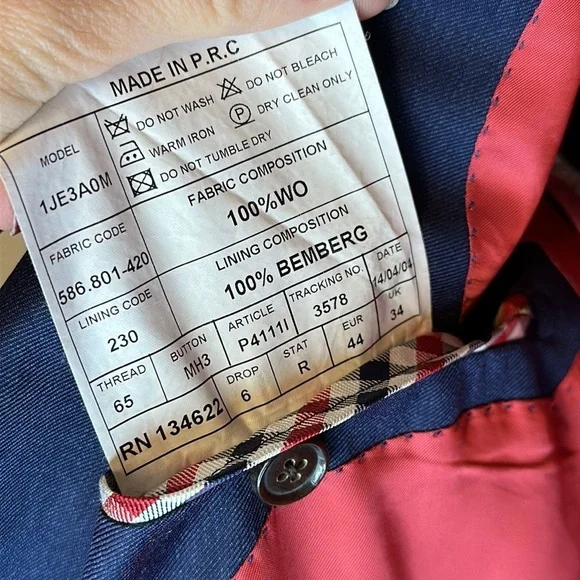 MADE IN P.R.C
MODEL
1JE3A0M
DO NOT WASH
DO NOT BLEACH
WARM IRON
P
DRY CLEAN ONLY
DO NOT TUMBLE DRY
FABRIC CODE
586.801-420
FABRIC COMPOSITION
100%WO
LINING CODE
230
LINING COMPOSITION
100% BEMBERG
THREAD
65
BUTTON
MH3
ARTICLE
P4111I
TRACKING NO.
3578
DATE
14/04/04
RN 134622
DROP
6
STAT
R
EUR
44
UK
34